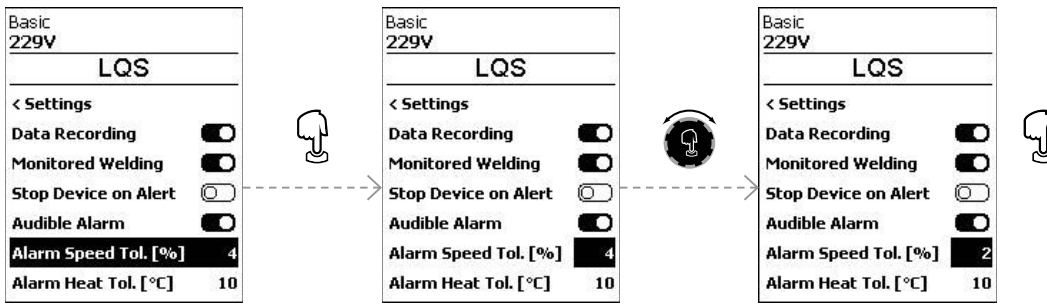 Basic
229V
LQS
< Settings
Data Recording
Monitored Welding
Stop Device on Alert
Audible Alarm
Alarm Speed Tol. [%] 4
Alarm Heat Tol. [°C] 10
Basic
229V
LQS
< Settings
Data Recording
Monitored Welding
Stop Device on Alert
Audible Alarm
Alarm Speed Tol. [%] 4
Alarm Heat Tol. [°C] 10
Basic
229V
LQS
< Settings
Data Recording
Monitored Welding
Stop Device on Alert
Audible Alarm
Alarm Speed Tol. [%] 2
Alarm Heat Tol. [°C] 10